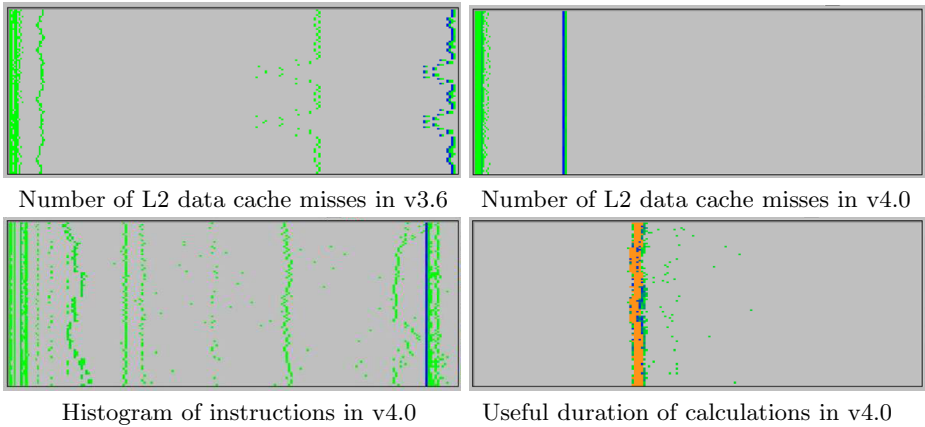 Number of L2 data cache misses in v3.6
Number of L2 data cache misses in v4.0
Histogram of instructions in v4.0
Useful duration of calculations in v4.0